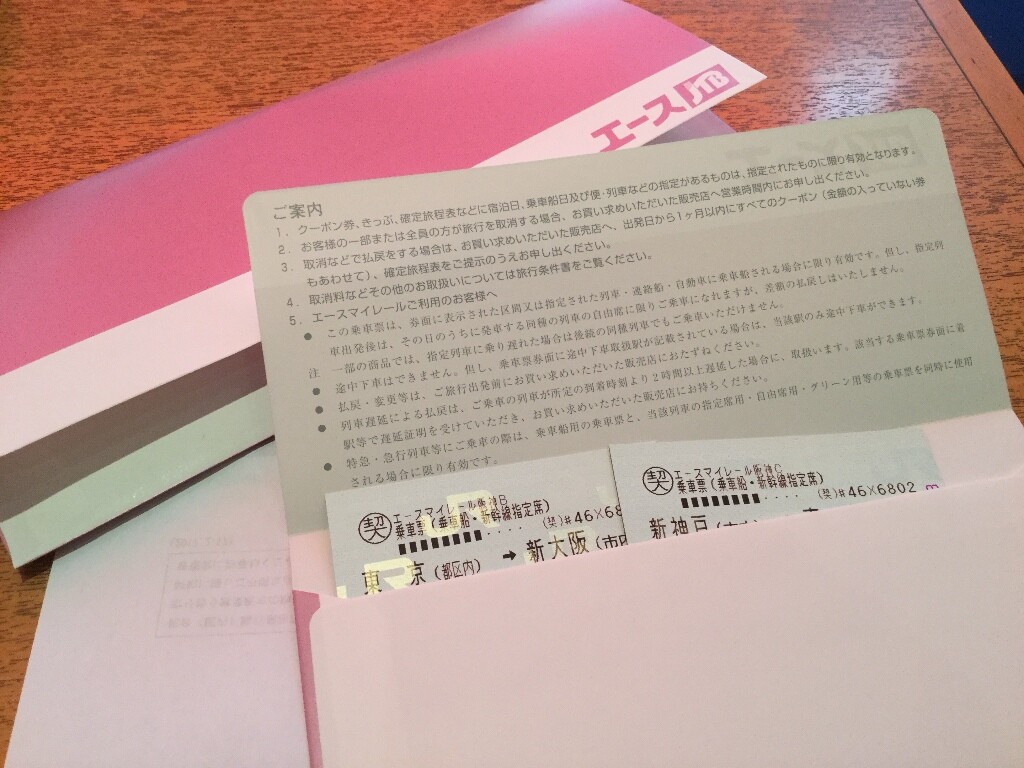 エース JTB
ご案内
1. クーポン券、きっぷ、確定旅程表などに宿泊日、乗車船日及び便・列車などの指定があるものは、指定されたものに限り有効となります。
2. お客様の一部または全員の方が旅行を取消する場合、お買い求めいただいた販売店へ営業時間内にお申し出ください。
3. 取消などで払戻をする場合は、お買い求めいただいた販売店へ、出発日から1ヶ月以内にすべてのクーポン(金額の入っていない券
もあわせて)、確定旅程表をご提示のうえお申し出ください。
4. 取消料などその他のお取扱いについては旅行条件書をご覧ください。
5. エースマイレールご利用のお客様へ
● この乗車票は、券面に表示された区間又は指定された列車・連絡船・自動車に乗車船される場合に限り有効です。但し、指定列
車出発後は、その日のうちに発車する同種の列車の自由席に限りご乗車になれますが、差額の払戻しはいたしません。
注 一部の商品では、指定列車に乗り遅れた場合は後続の同種列車でもご乗車いただけません。
● 途中下車はできません。但し、乗車票券面に途中下車取扱駅が記載されている場合は、当該駅のみ途中下車ができます。
● 払戻・変更等は、ご旅行出発前にお買い求めいただいた販売店におたずねください。
● 列車遅延による払戻は、ご乗車の列車が所定の到着時刻より2時間以上遅延した場合に、取扱います。該当する乗車票券面に着
駅等で遅延証明を受けていただき、お買い求めいただいた販売店にお持ちください。
● 特急・急行列車等にご乗車の際は、乗車船用の乗車票と、当該列車の指定席用・自由席用・グリーン用等の乗車票を同時に使用
される場合に限り有効です。
契 エースマイレール阪神B
乗車票(乗車船・新幹線指定席)
(契)#46X68
東 京(都区内) → 新大阪(市内
契 エースマイレール阪神C
乗車票(乗車船・新幹線指定席)
(契)#46X6802
新神戸